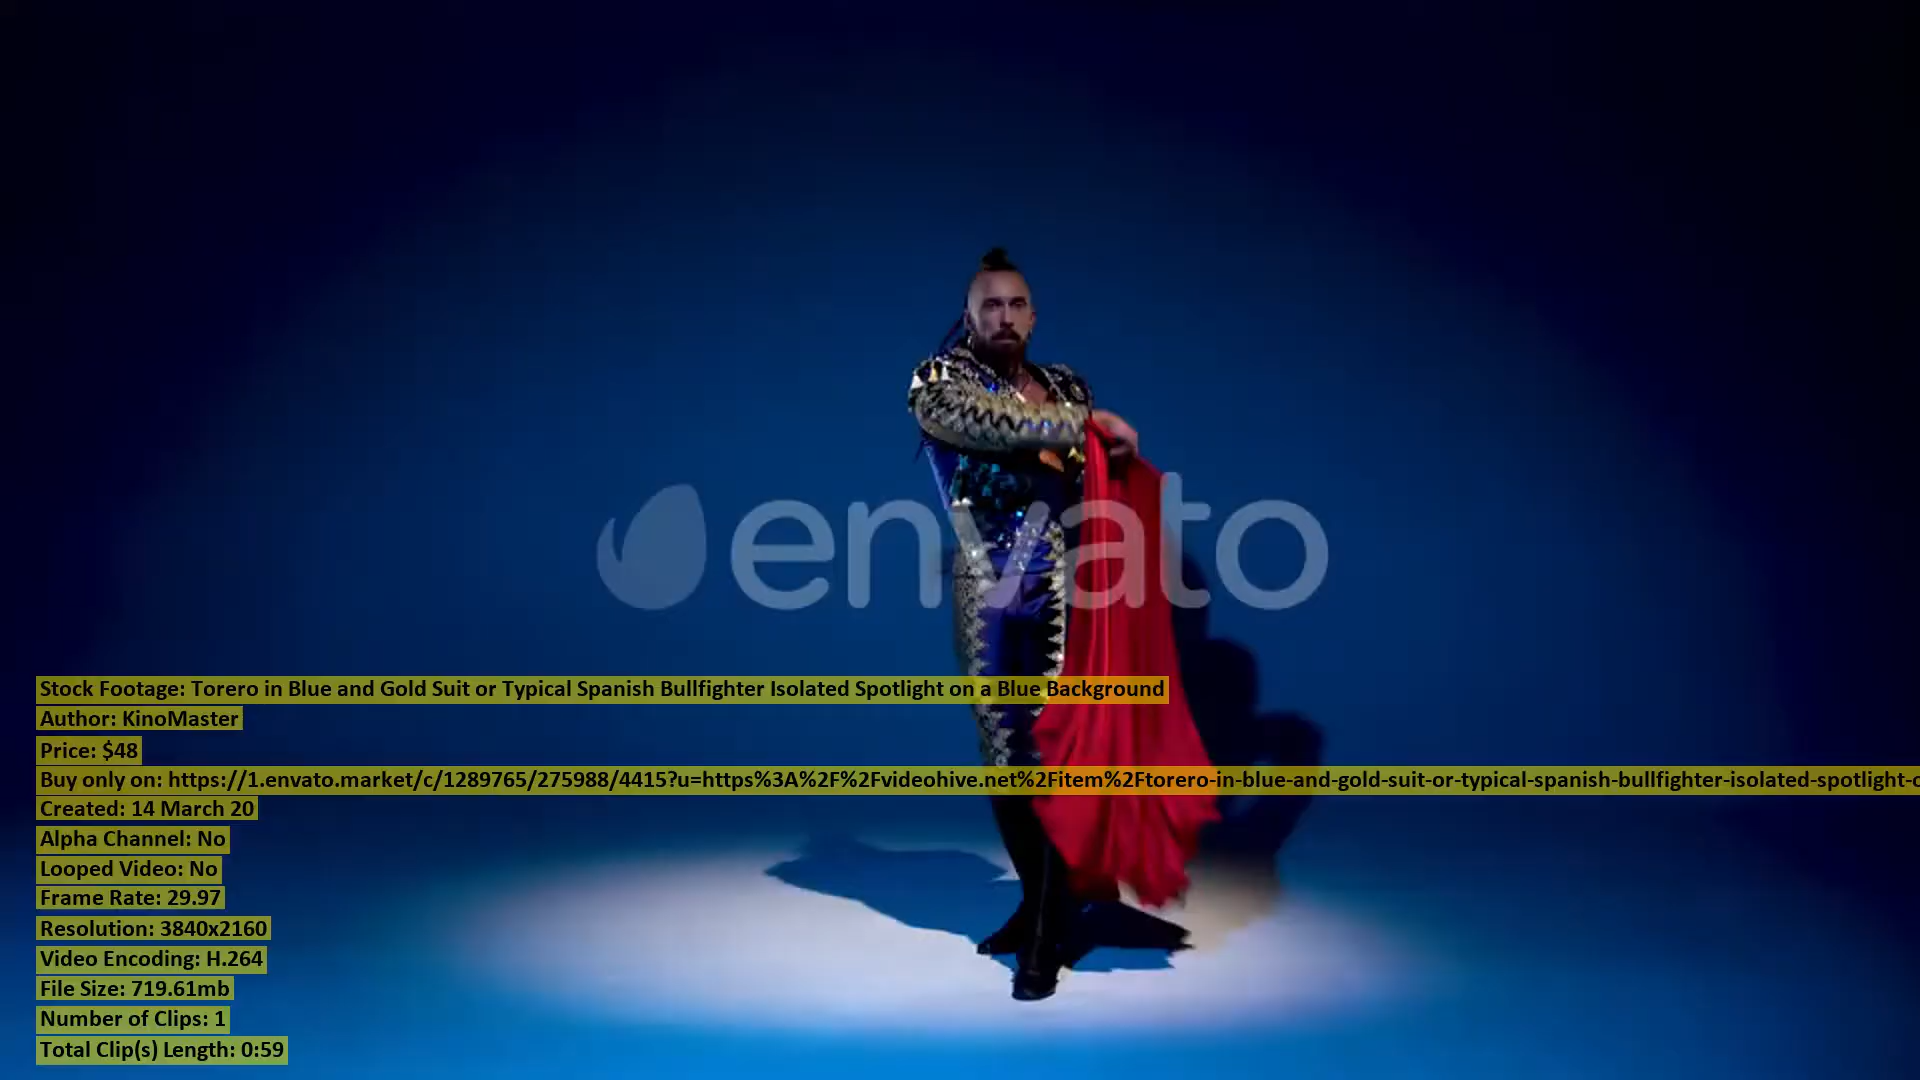 envato
Stock Footage: Torero in Blue and Gold Suit or Typical Spanish Bullfighter Isolated Spotlight on a Blue Background
Author: KinoMaster
Price: $48
Buy only on: https://1.envato.market/c/1289765/275988/4415?u=https%3A%2F%2Fvideohive.net%2Fitem%2Ftorero-in-blue-and-gold-suit-or-typical-spanish-bullfighter-isolated-spotlight-o
Created: 14 March 20
Alpha Channel: No
Looped Video: No
Frame Rate: 29.97
Resolution: 3840x2160
Video Encoding: H.264
File Size: 719.61mb
Number of Clips: 1
Total Clip(s) Length: 0:59